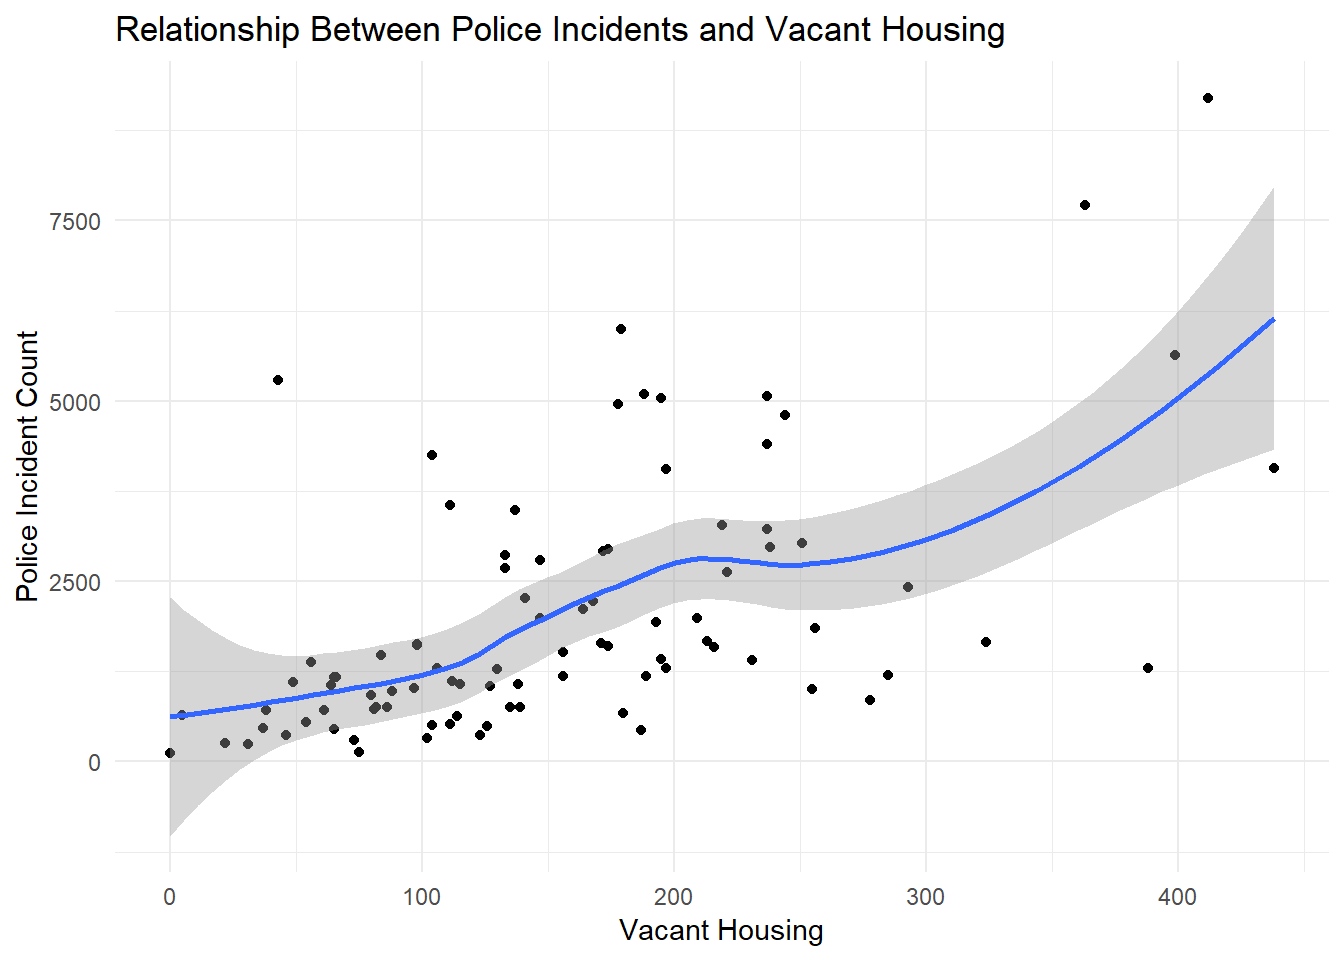 Relationship Between Police Incidents and Vacant Housing
Police Incident Count
7500
5000
2500
0
0 100 200 300 400
Vacant Housing